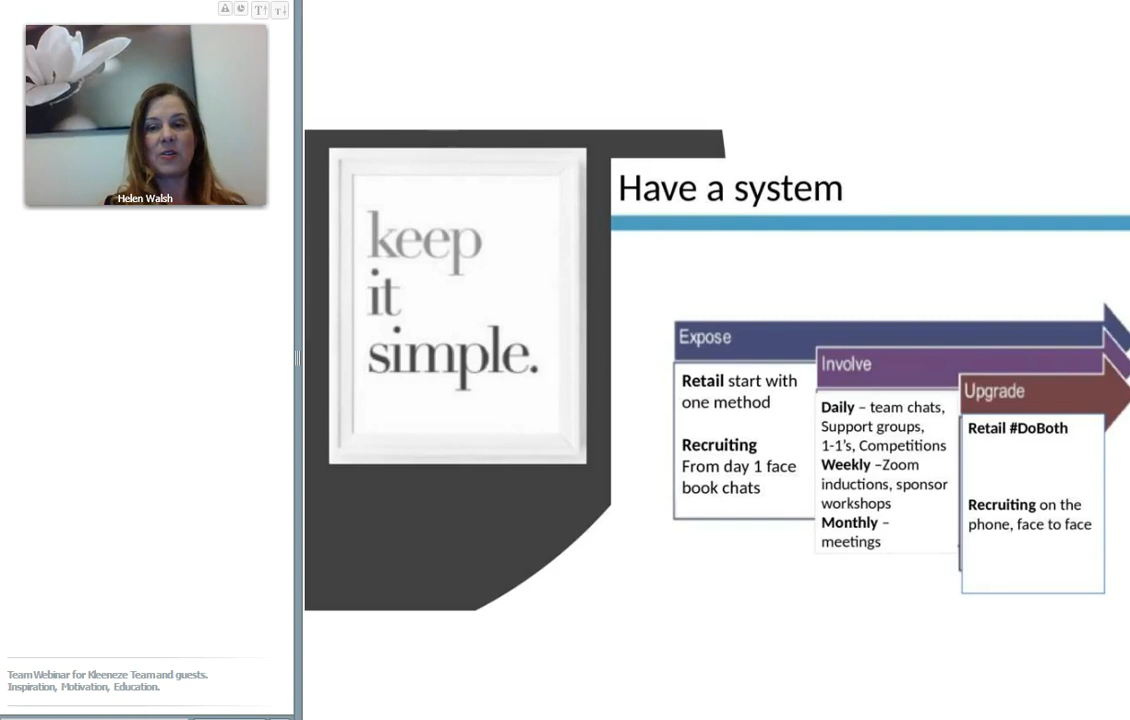 T↑ T↓
Helen Walsh
Team Webinar for Kleeneze Team and guests.
Inspiration, Motivation, Education.
keep
it
simple.
Have a system
Expose
Retail start with
one method
Recruiting
From day 1 face
book chats
Involve
Daily – team chats,
Support groups,
1-1's, Competitions
Weekly –Zoom
inductions, sponsor
workshops
Monthly –
meetings
Upgrade
Retail #DoBoth
Recruiting on the
phone, face to face